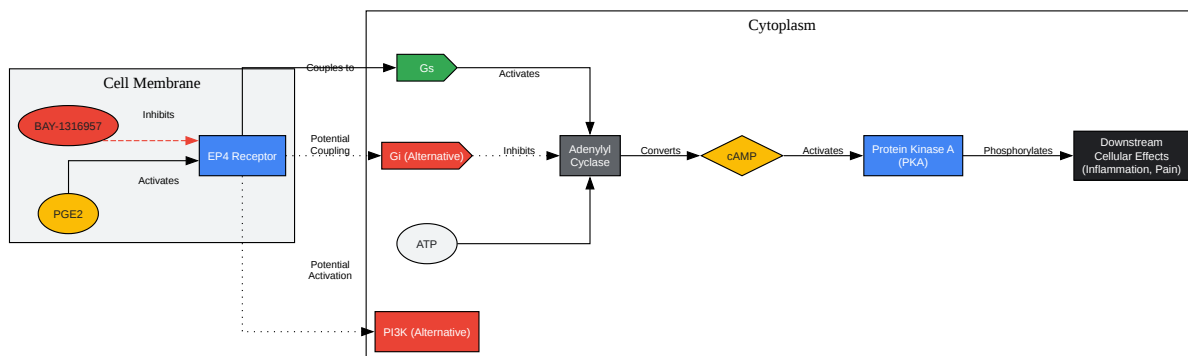 Cytoplasm
Cell Membrane
Couples to
Gs
Activates
BAY-1316957
Inhibits
EP4 Receptor
Activates
PGE2
Potential
Coupling
Gi (Alternative)
Inhibits
Adenylyl
Cyclase
Converts
cAMP
Activates
Protein Kinase A
(PKA)
Phosphorylates
Downstream
Cellular Effects
(Inflammation, Pain)
ATP
Potential
Activation
PI3K (Alternative)